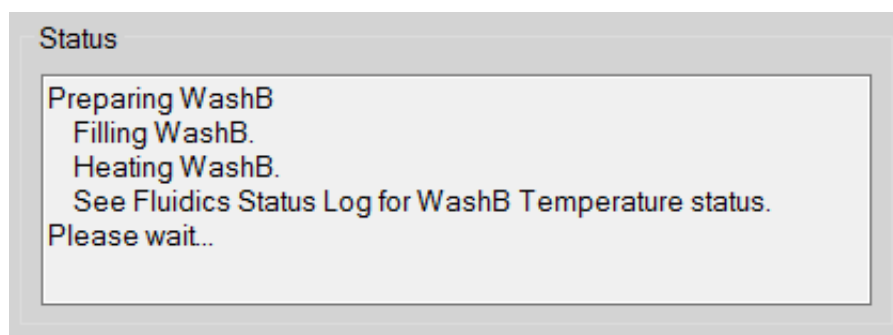 Status
Preparing WashB
Filling WashB.
Heating WashB.
See Fluidics Status Log for WashB Temperature status.
Please wait...